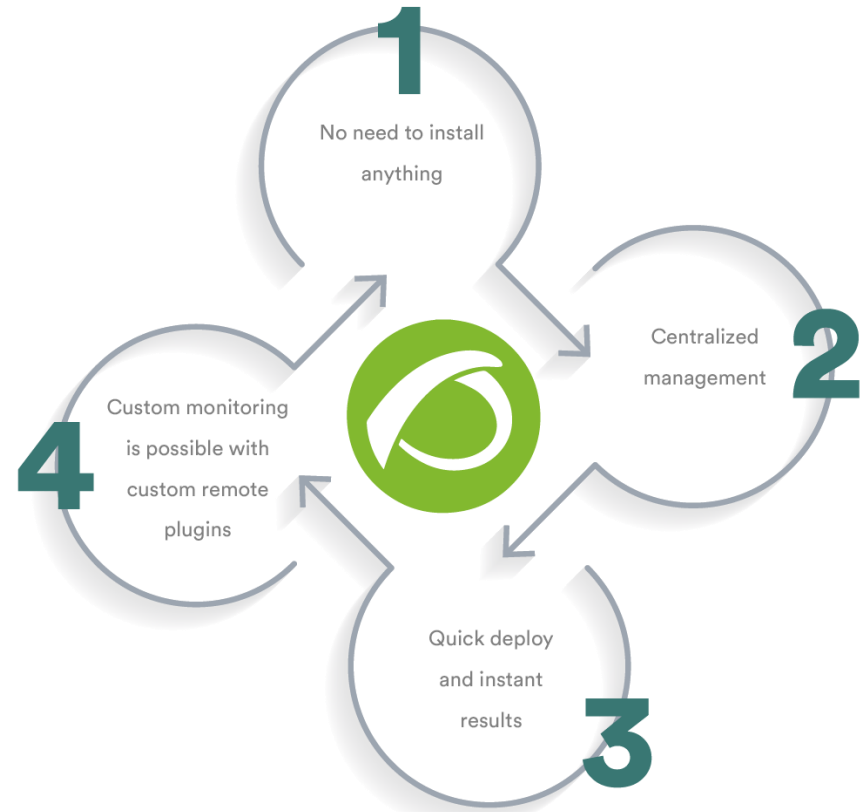 1
No need to install
anything
2
Centralized
management
3
Quick deploy
and instant
results
4
Custom monitoring
is possible with
custom remote
plugins